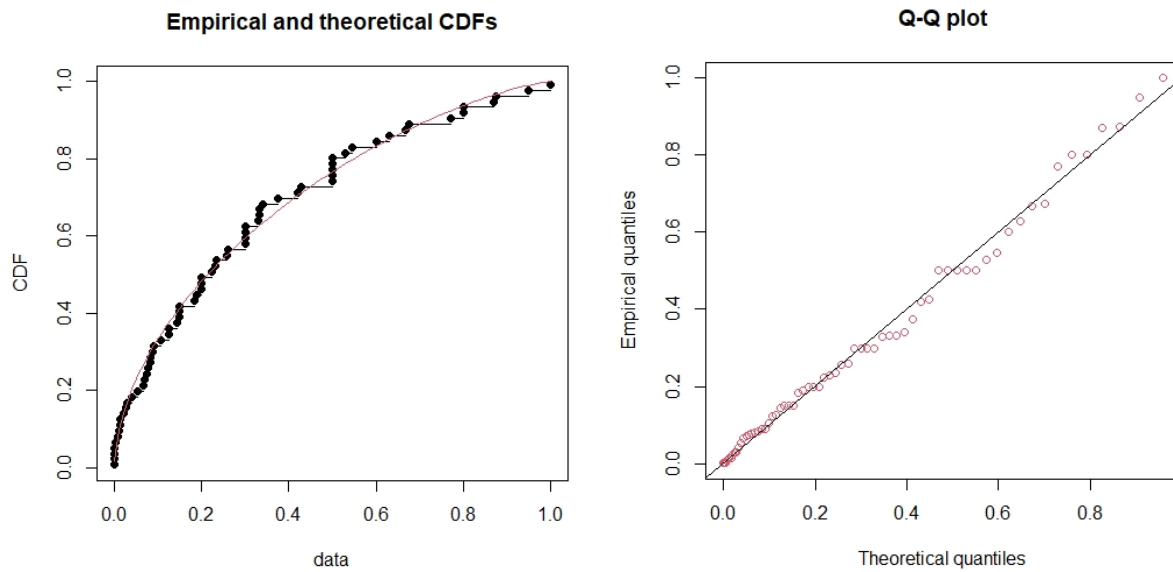 Empirical and theoretical CDFs
CDF
1.0
0.8
0.6
0.4
0.2
0.0
0.0 0.2 0.4 0.6 0.8 1.0
data
Q-Q plot
Empirical quantiles
1.0
0.8
0.6
0.4
0.2
0.0
0.0 0.2 0.4 0.6 0.8
Theoretical quantiles